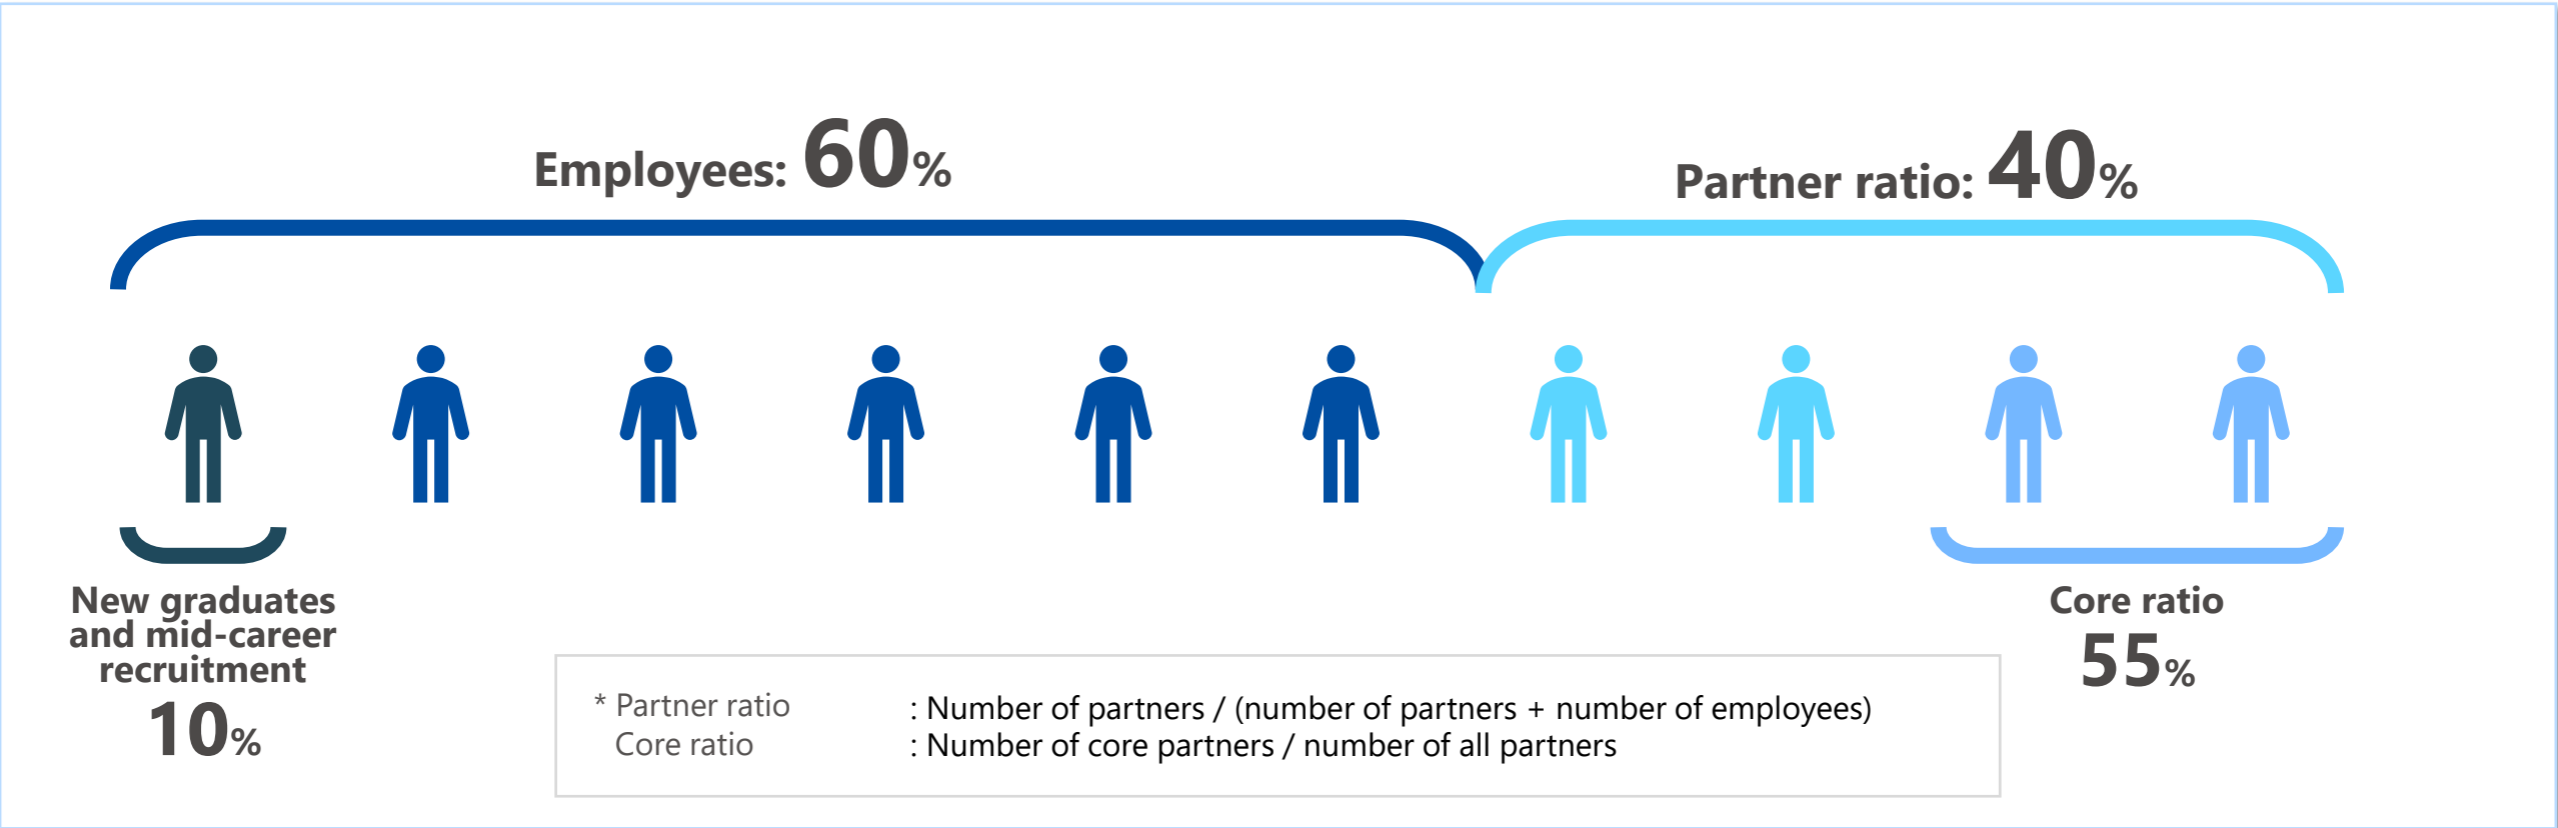 Employees: 60%
Partner ratio: 40%
New graduates
and mid-career
recruitment
10%
Core ratio
55%
* Partner ratio : Number of partners / (number of partners + number of employees)
Core ratio : Number of core partners / number of all partners